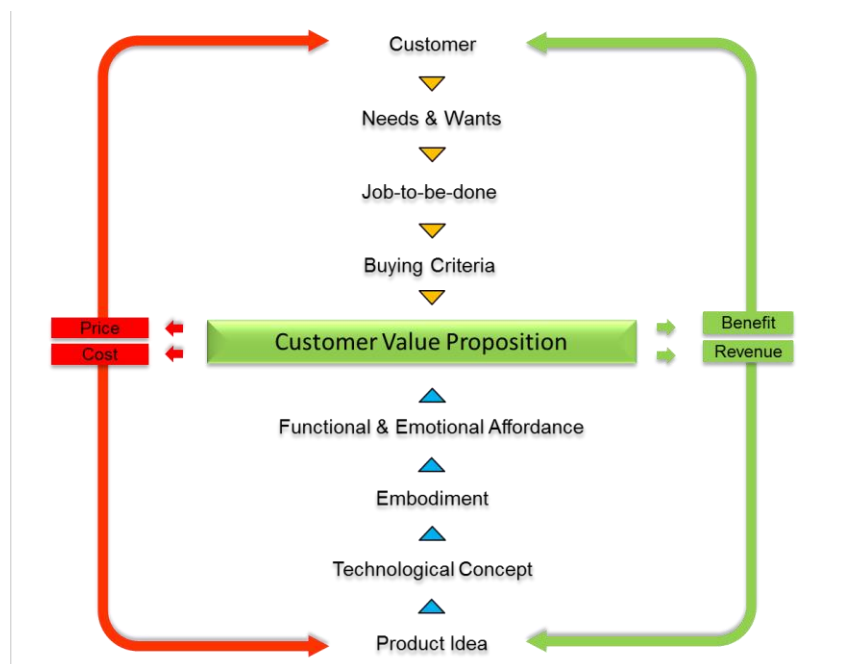 Customer
Needs & Wants
Job-to-be-done
Buying Criteria
Price
Cost
Customer Value Proposition
Benefit
Revenue
Functional & Emotional Affordance
Embodiment
Technological Concept
Product Idea